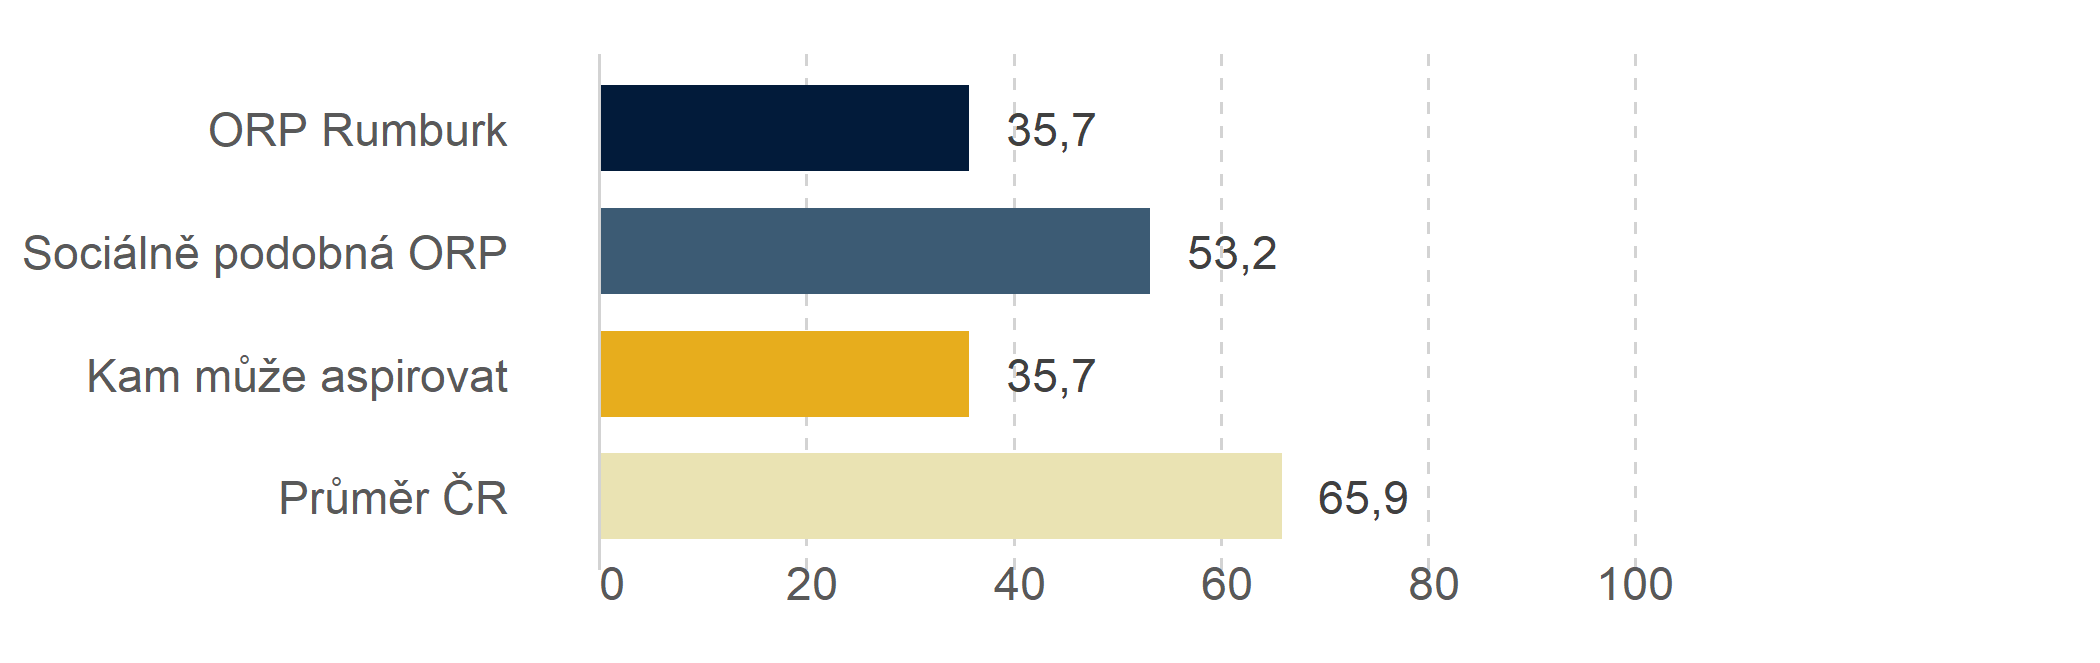 ORP Rumburk 35,7
Sociálně podobná ORP 53,2
Kam může aspirovat 35,7
Průměr ČR 65,9
0 20 40 60 80 100